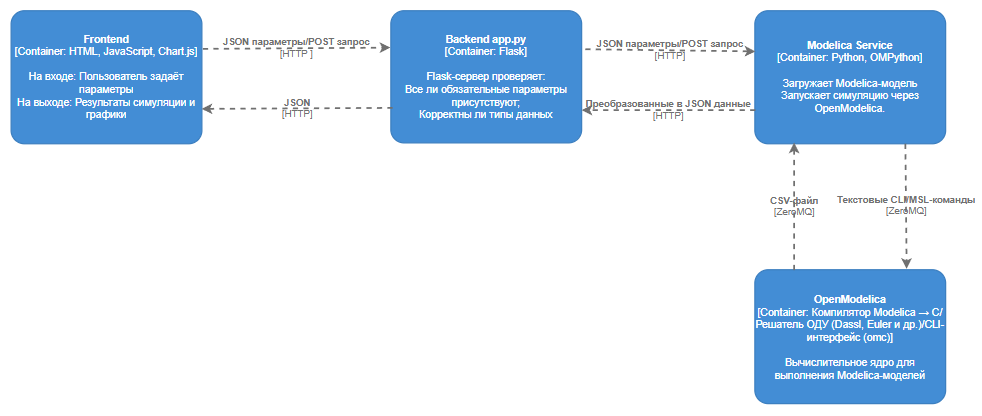 Frontend
[Container: HTML, JavaScript, Chart.js]
На входе: Пользователь задаёт
параметры
На выходе: Результаты симуляции и
графики
JSON параметры/POST запрос
[HTTP ]
JSON
[HTTP]
Backend app.py
[Container: Flask]
Flask-сервер проверяет:
Все ли обязательные параметры
присутствуют;
Корректны ли типы данных
JSON параметры/POST запрос
[HTTP]
Преобразованные в JSON данные
[HTTP]
Modelica Service
[Container: Python, OMPython]
Загружает Modelica-модель
Запускает симуляцию через
OpenModelica.
CSV-файл
[ZeroMQ]
Текстовые CLI/MSL-команды
[ZeroMQ]
OpenModelica
[Container: Компилятор Modelica → C/
Решатель ОДУ (Dassl, Euler и др.)/CLI-
интерфейс (omc)]
Вычислительное ядро для
выполнения Modelica-моделей